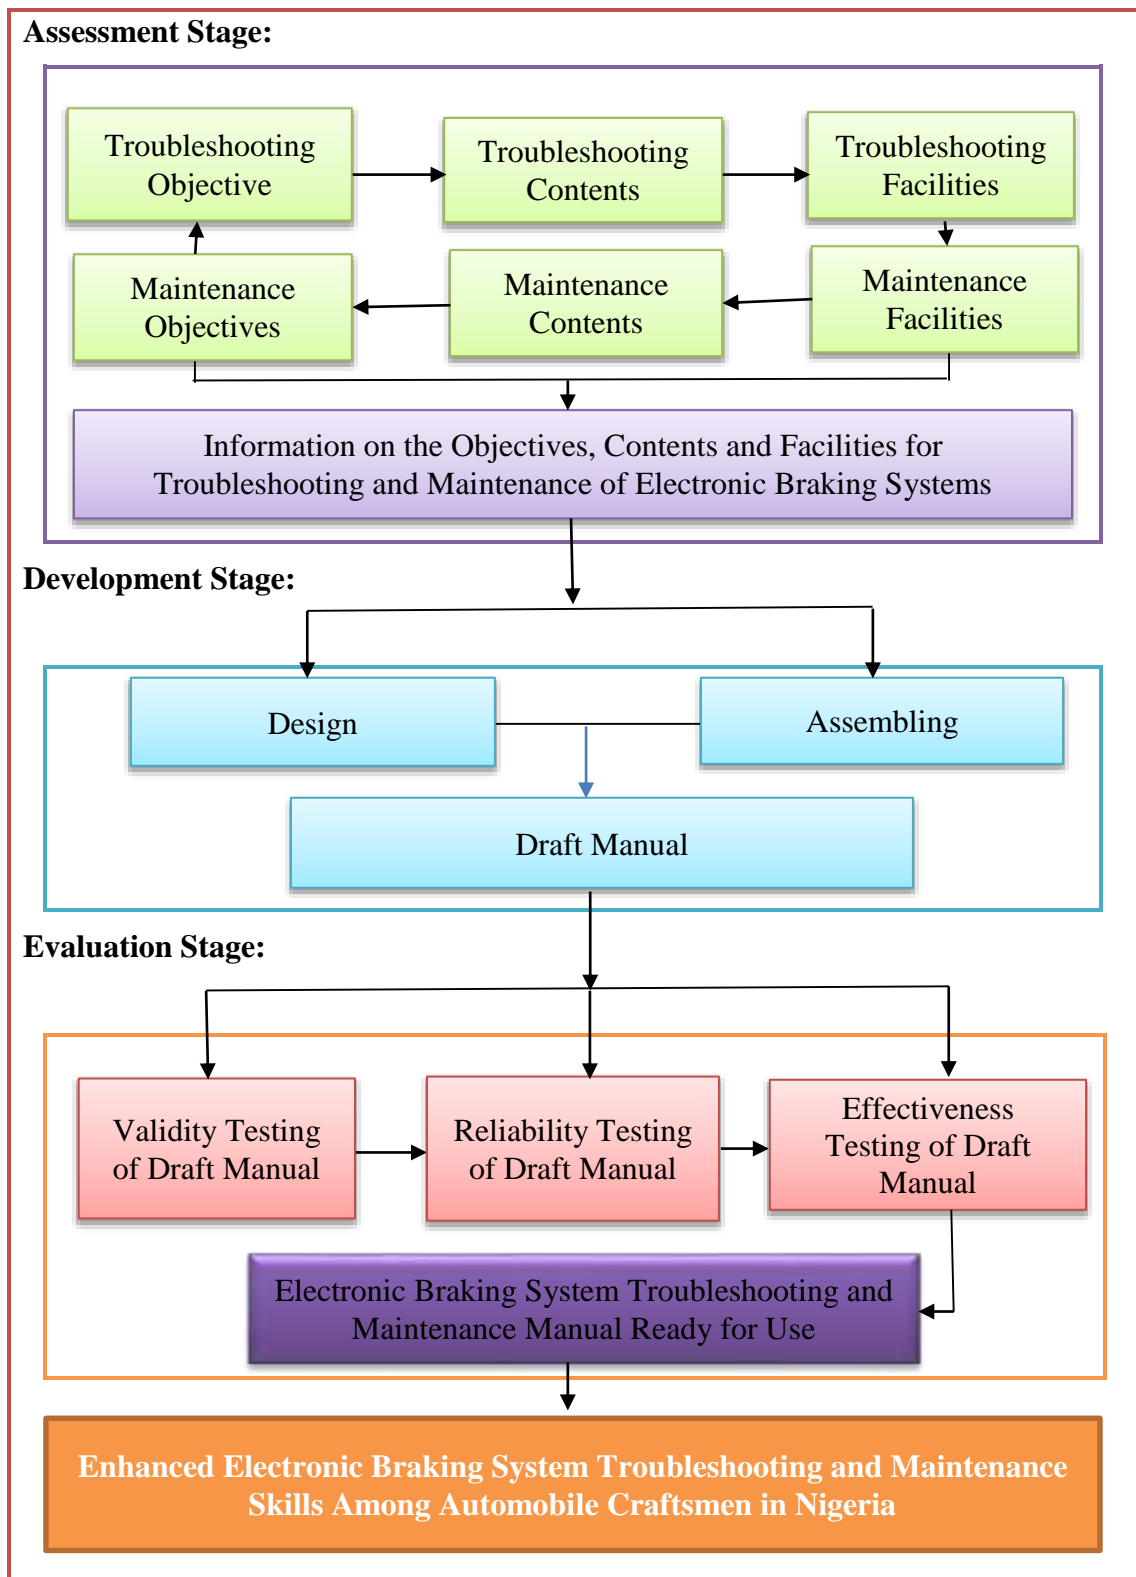 Assessment Stage:
Troubleshooting
Objective
Troubleshooting
Contents
Troubleshooting
Facilities
Maintenance
Objectives
Maintenance
Contents
Maintenance
Facilities
Information on the Objectives, Contents and Facilities for
Troubleshooting and Maintenance of Electronic Braking Systems
Development Stage:
Design
Assembling
Draft Manual
Evaluation Stage:
Validity Testing
of Draft Manual
Reliability Testing
of Draft Manual
Effectiveness
Testing of Draft
Manual
Electronic Braking System Troubleshooting and
Maintenance Manual Ready for Use
Enhanced Electronic Braking System Troubleshooting and Maintenance
Skills Among Automobile Craftsmen in Nigeria